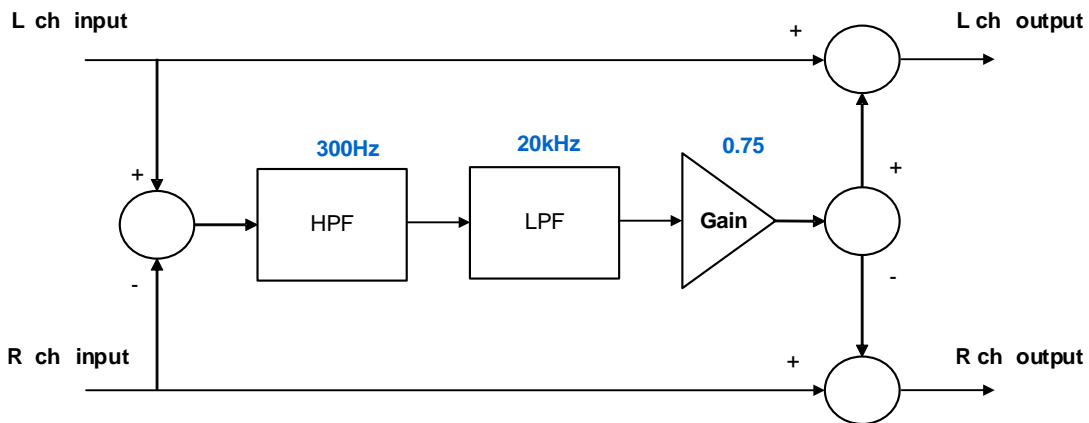 L ch input
L ch output
+
300Hz
20kHz
0.75
+
+
HPF
LPF
Gain
-
-
R ch input
+
R ch output